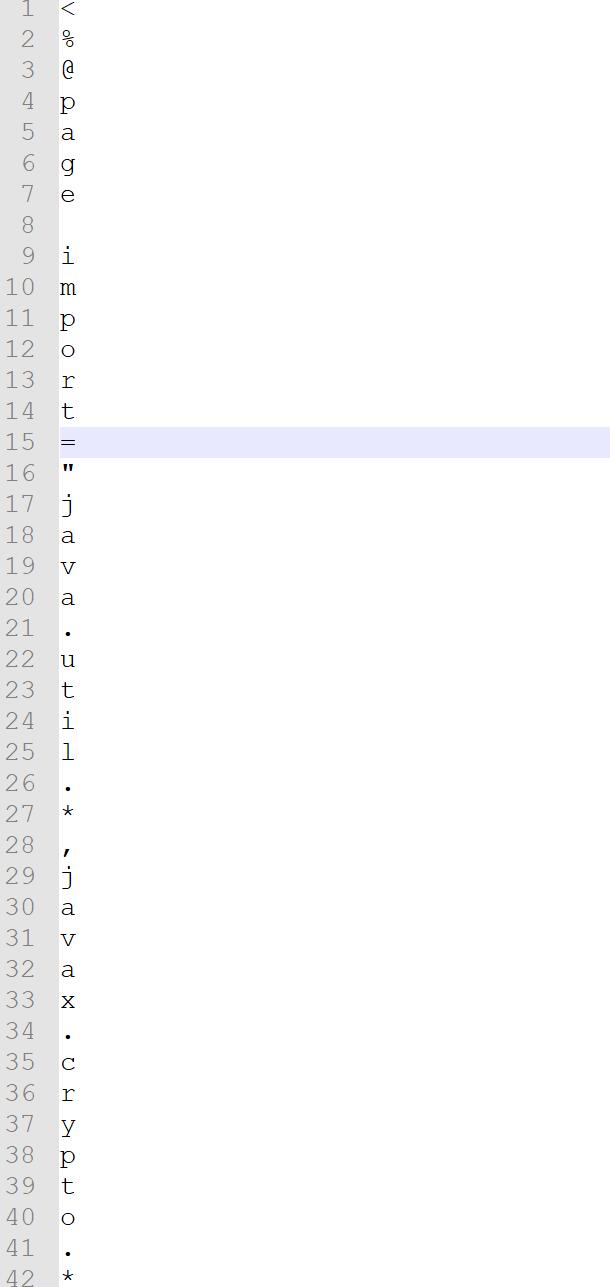 1 <
2 %
3 @
4 p
5 a
6 g
7 e
8
9 i
10 m
11 p
12 o
13 r
14 t
15 =
16 "
17 j
18 a
19 v
20 a
21 .
22 u
23 t
24 i
25 l
26 .
27 *
28 ,
29 j
30 a
31 v
32 a
33 x
34 .
35 c
36 r
37 y
38 p
39 t
40 o
41 .
42 *